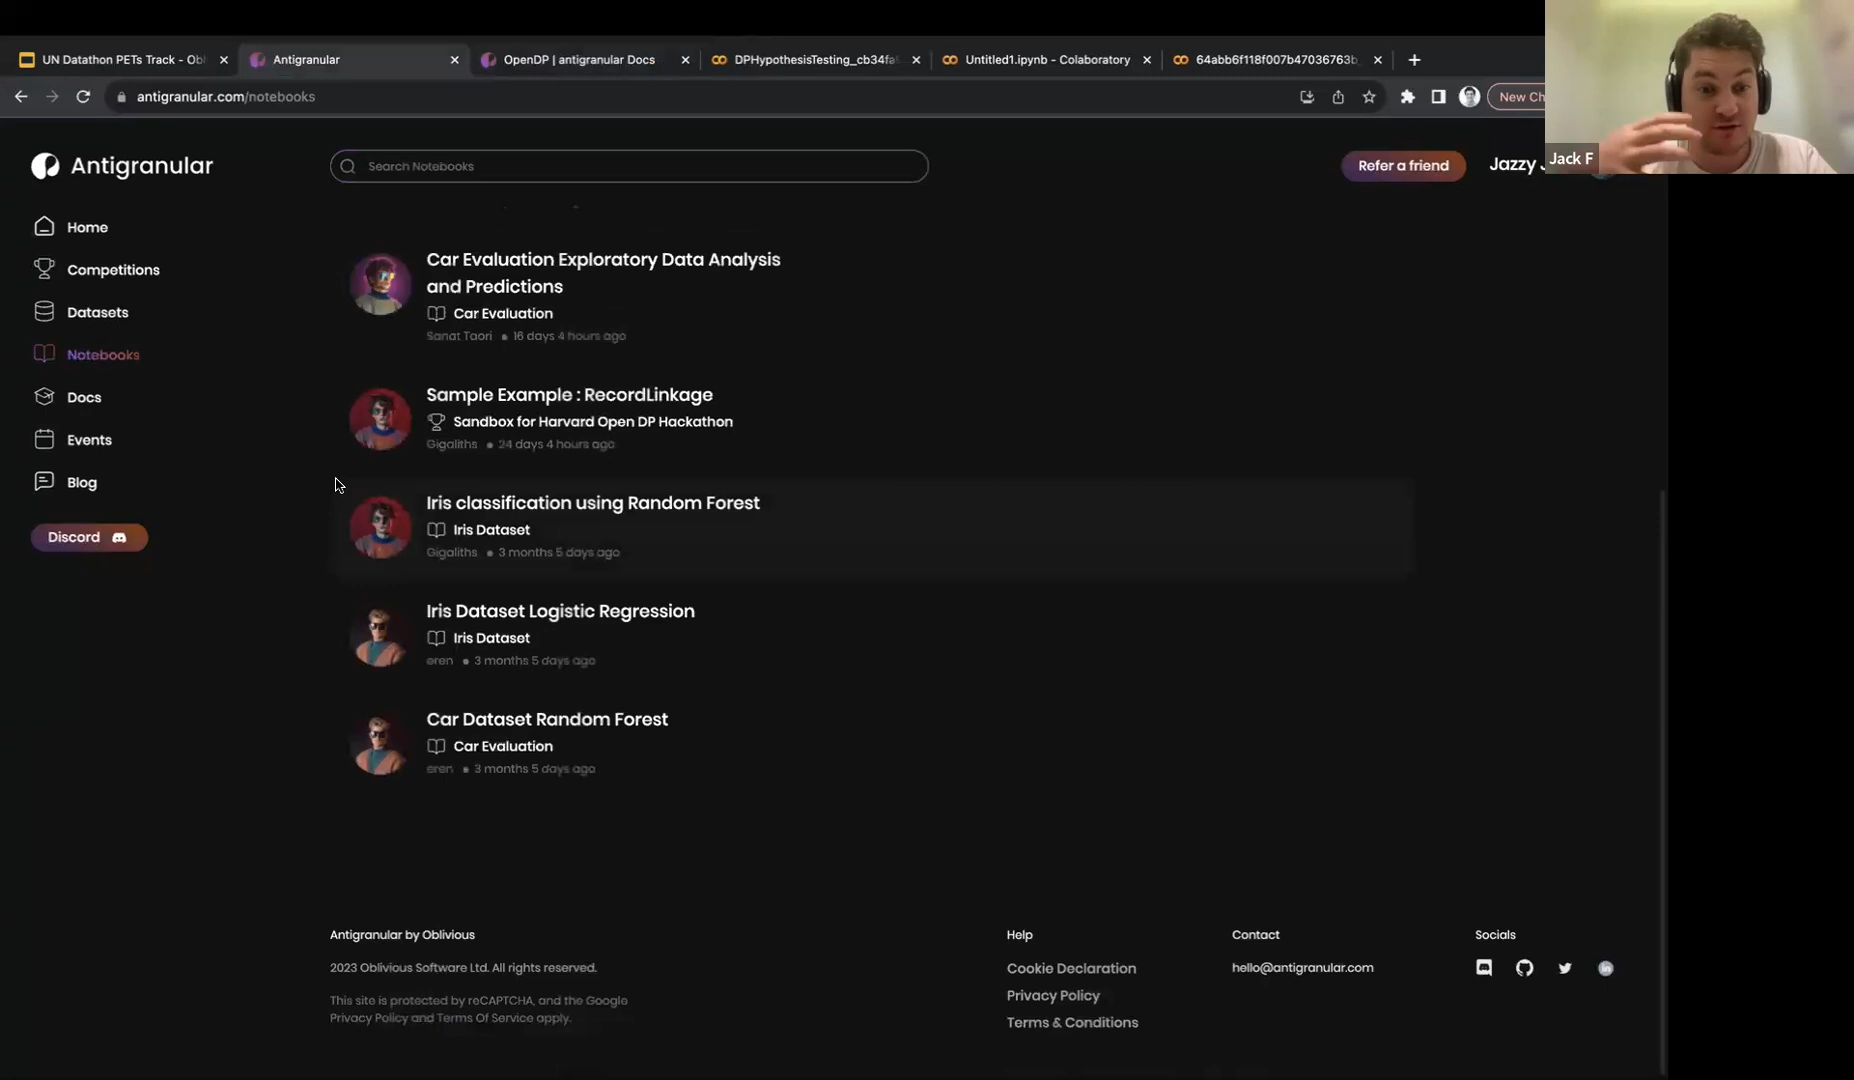 UN Datathon PETs Track - Obl
Antigranular
OpenDP | antigranular Docs
DPHypothesisTesting_cb34fa
Untitled1.ipynb - Colaboratory
64abb6f118f007b47036763b
antigranular.com/notebooks
New Ch
Jack F
Antigranular
Search Notebooks
Refer a friend
Jazzy J
Home
Competitions
Datasets
Notebooks
Docs
Events
Blog
Discord
Car Evaluation Exploratory Data Analysis
and Predictions
Car Evaluation
Sanat Taori • 16 days 4 hours ago
Sample Example : RecordLinkage
Sandbox for Harvard Open DP Hackathon
Gigaliths • 24 days 4 hours ago
Iris classification using Random Forest
Iris Dataset
Gigaliths • 3 months 5 days ago
Iris Dataset Logistic Regression
Iris Dataset
eren • 3 months 5 days ago
Car Dataset Random Forest
Car Evaluation
eren • 3 months 5 days ago
Antigranular by Oblivious
2023 Oblivious Software Ltd. All rights reserved.
This site is protected by reCAPTCHA, and the Google
Privacy Policy and Terms Of Service apply.
Help
Cookie Declaration
Privacy Policy
Terms & Conditions
Contact
hello@antigranular.com
Socials